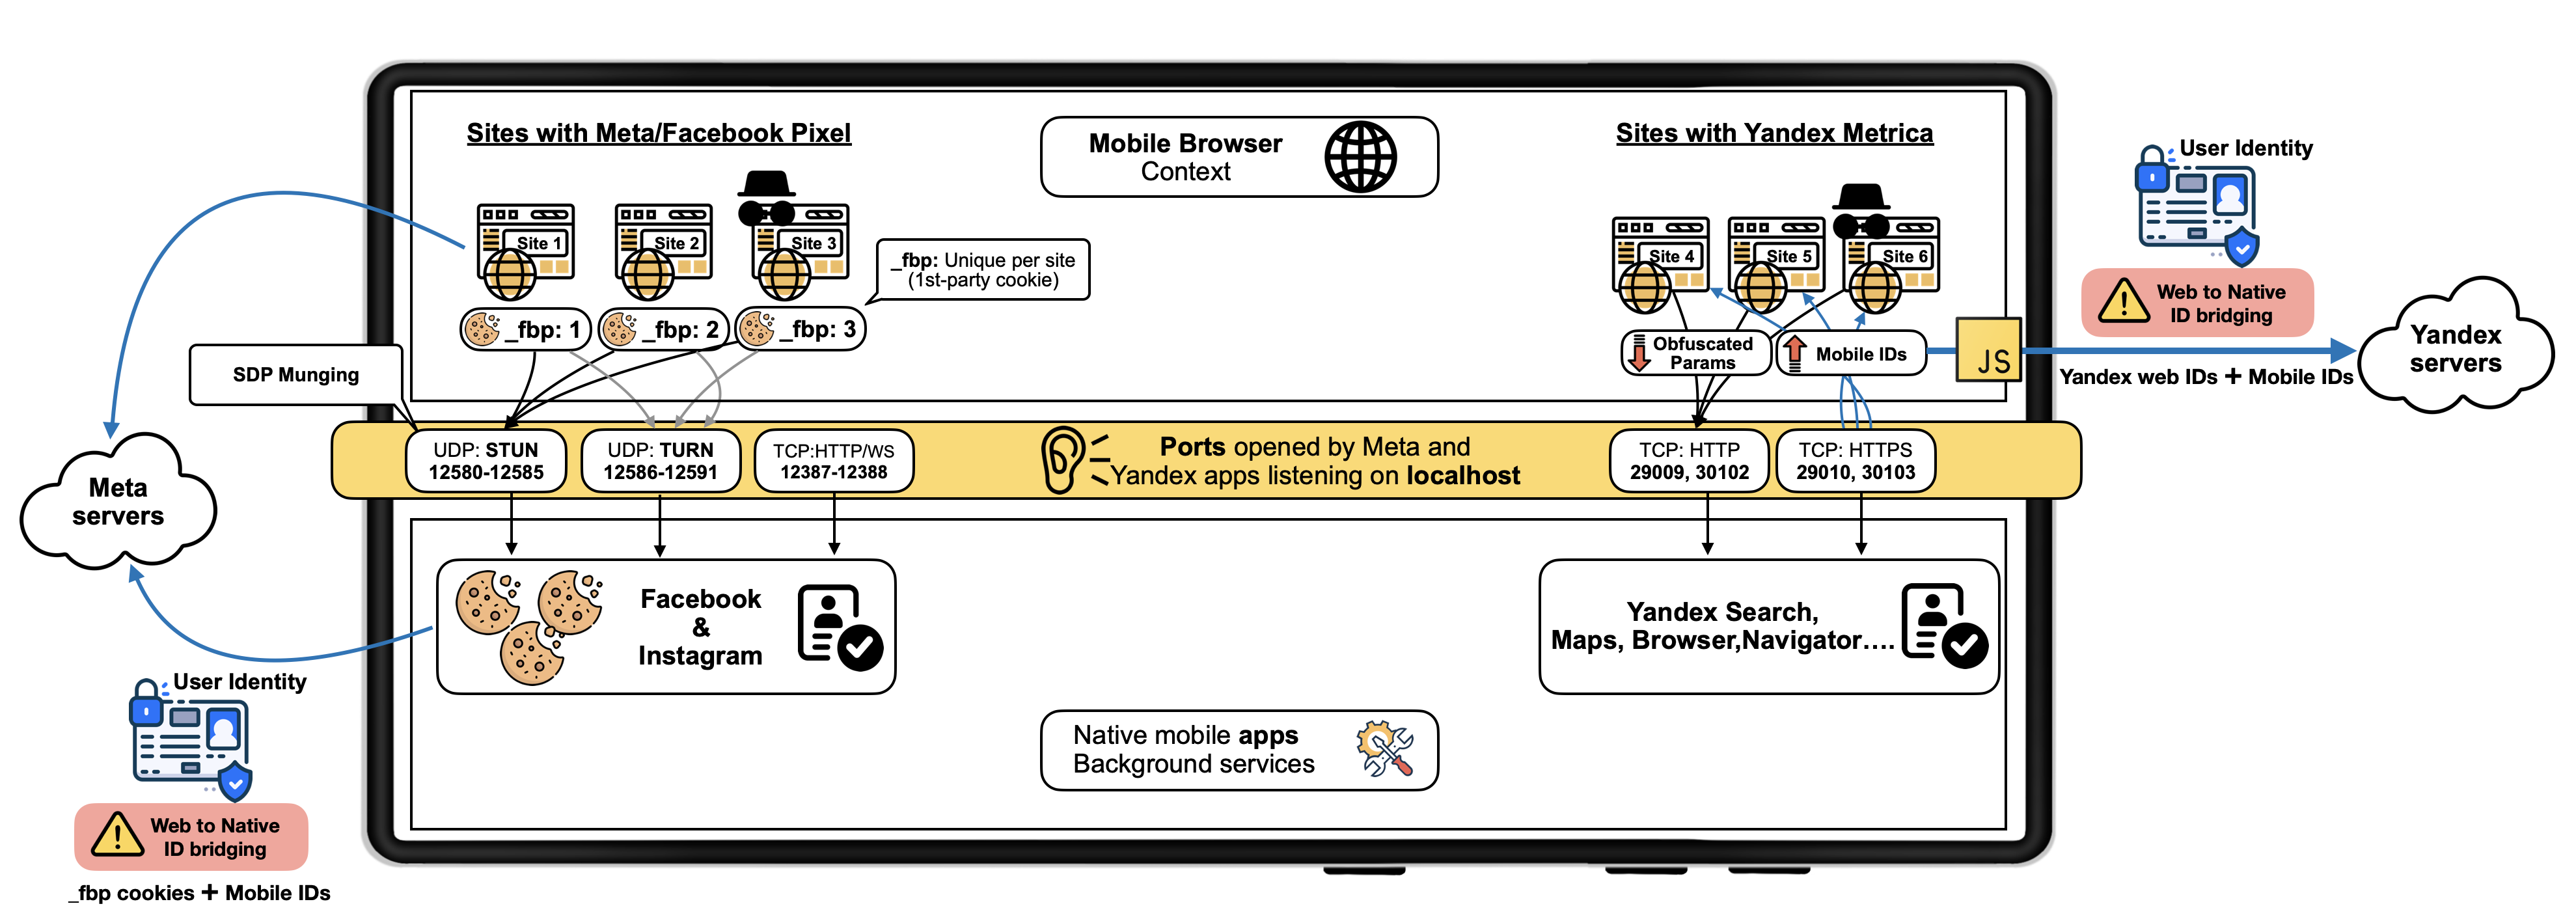 Sites with Meta/Facebook Pixel
Mobile Browser
Context
Sites with Yandex Metrica
Site 1
Site 2
Site 3
_fbp: Unique per site
(1st-party cookie)
_fbp: 1
_fbp: 2
_fbp: 3
SDP Munging
Site 4
Site 5
Site 6
Obfuscated
Params
Mobile IDs
JS
User Identity
Web to Native
ID bridging
Yandex web IDs + Mobile IDs
Yandex
servers
Meta
servers
UDP: STUN
12580-12585
UDP: TURN
12586-12591
TCP:HTTP/WS
12387-12388
Ports opened by Meta and
Yandex apps listening on localhost
TCP: HTTP
29009, 30102
TCP: HTTPS
29010, 30103
Facebook
&
Instagram
Yandex Search,
Maps, Browser,Navigator....
Native mobile apps
Background services
User Identity
Web to Native
ID bridging
_fbp cookies + Mobile IDs